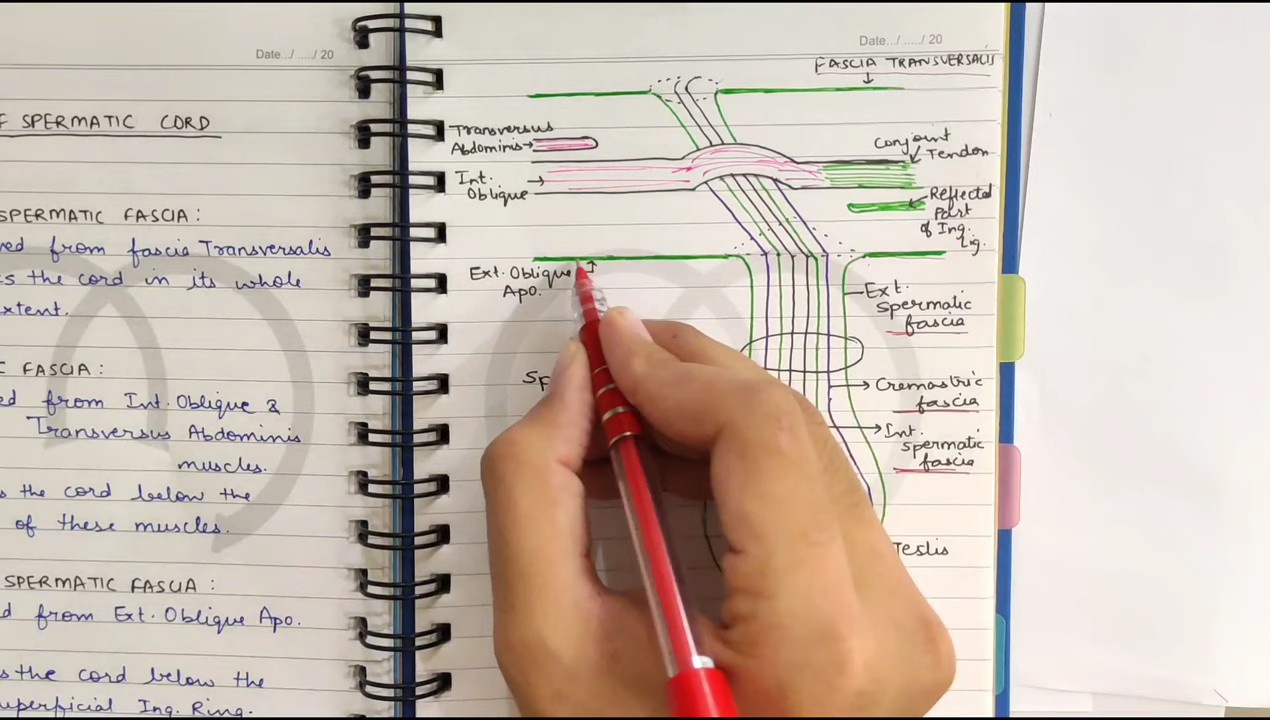 Date.../ ...../ 20
F SPERMATIC CORD
SPERMATIC FASCIA:
ed from fascia Transversalis
s the cord in its whole
xtent.
C FASCIA:
ed from Int. Oblique &
Transversus Abdominis
muscles.
s the cord below the
of these muscles.
SPERMATIC FASCIA:
d from Ext. Oblique Apo.
s the cord below the
uperficial Ing. Ring.
Date.../ ...../ 20
FASCIA TRANSVERSALIS
Transversus
Abdominis
Conjoint
Tendon
Int.
Oblique
Reflected
Part
of Ing.
Lig.
Ext. Oblique
Apo.
Ext.
spermatic
fascia
Sp
Cremastric
fascia
Int.
spermatic
fascia
Testis